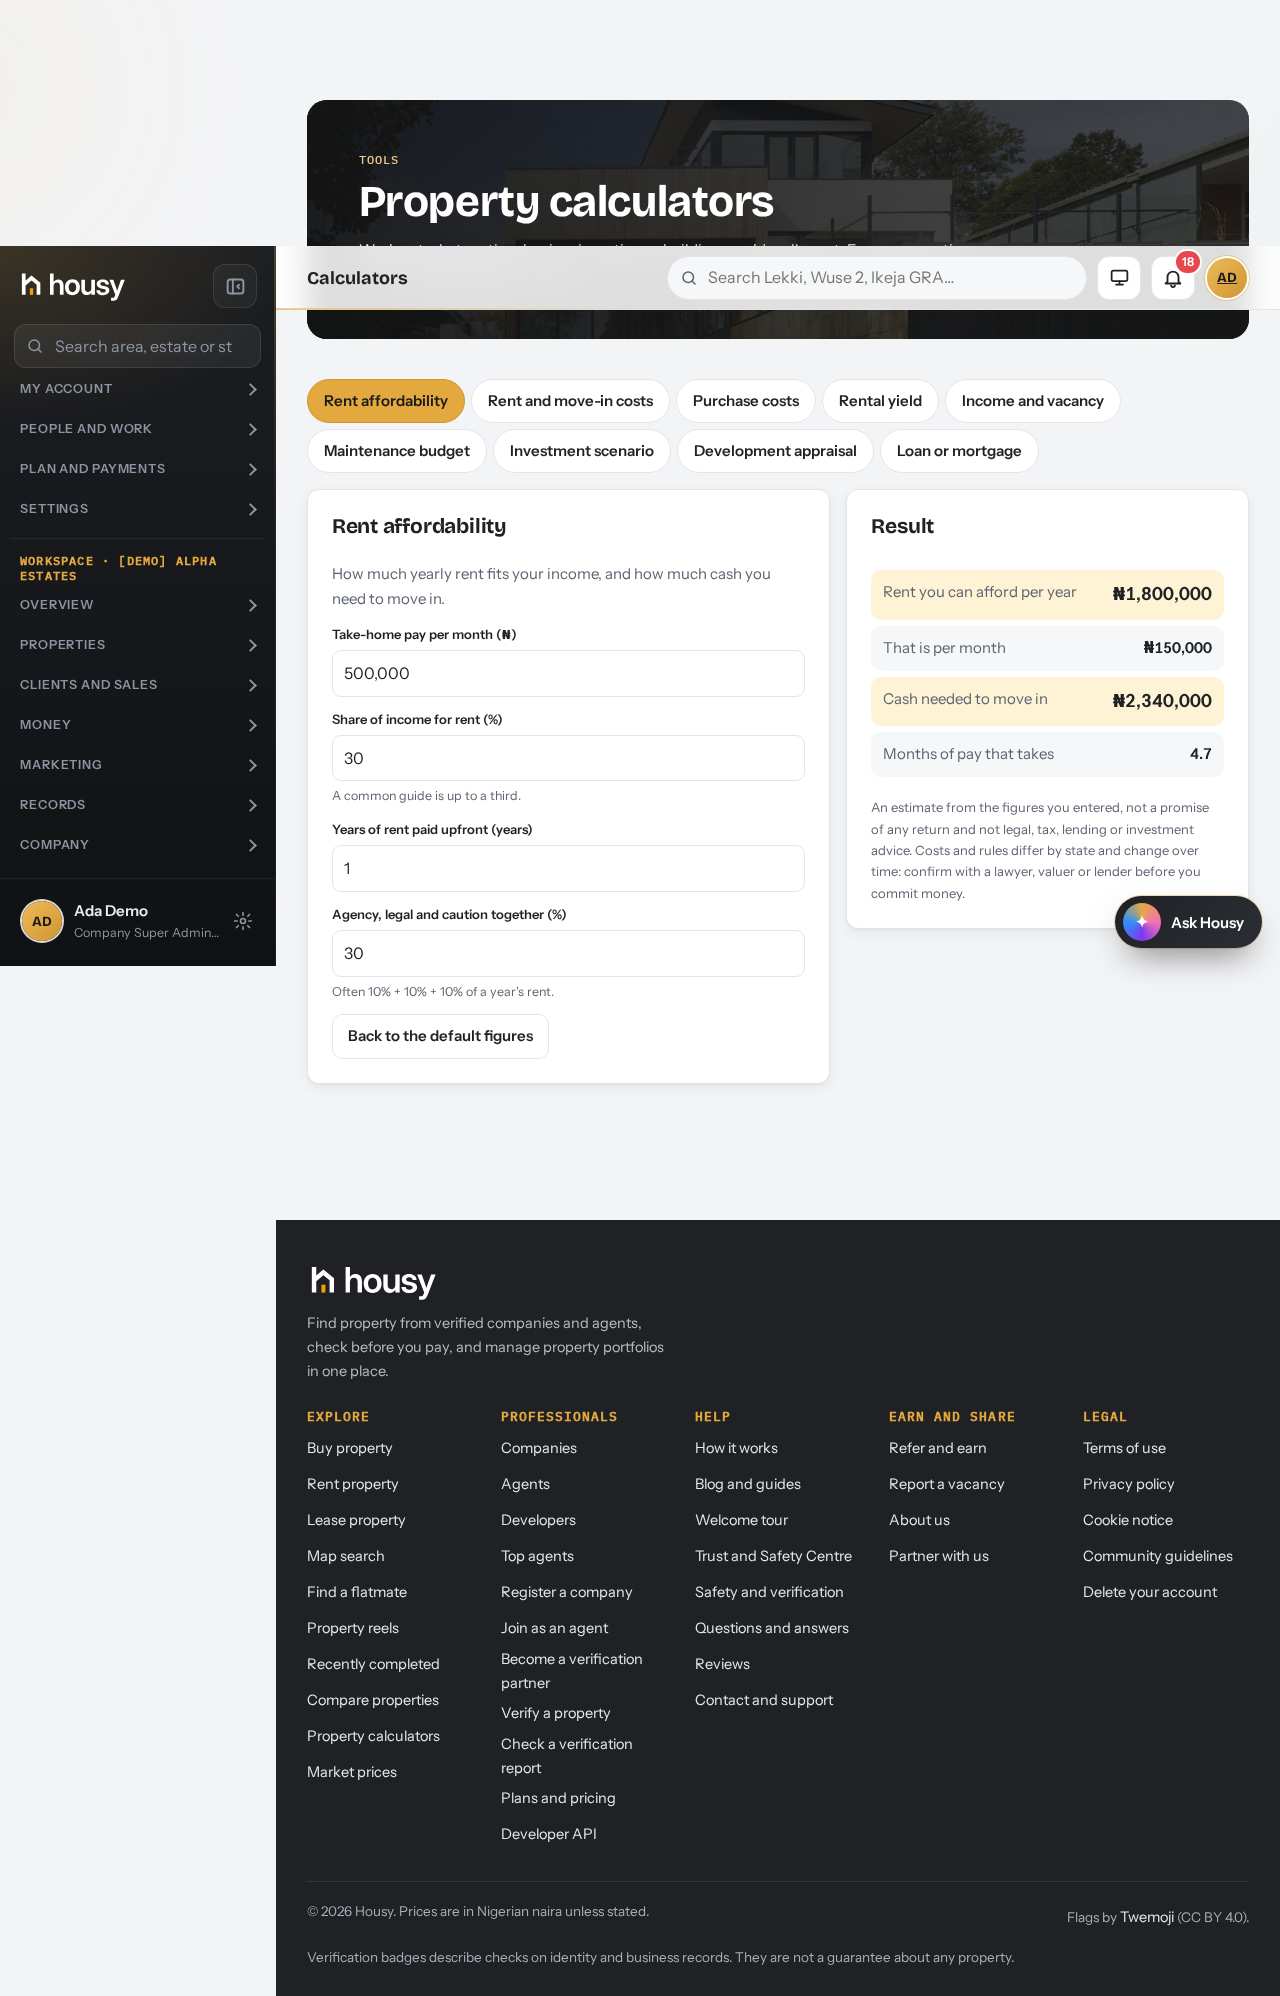 TOOLS
Property calculators
housy
Calculators
Search Lekki, Wuse 2, Ikeja GRA...
18
AD
Search area, estate or st
MY ACCOUNT
PEOPLE AND WORK
PLAN AND PAYMENTS
SETTINGS
WORKSPACE · [DEMO] ALPHA
ESTATES
OVERVIEW
PROPERTIES
CLIENTS AND SALES
MONEY
MARKETING
RECORDS
COMPANY
AD
Ada Demo
Company Super Admin...
Rent affordability
Rent and move-in costs
Purchase costs
Rental yield
Income and vacancy
Maintenance budget
Investment scenario
Development appraisal
Loan or mortgage
Rent affordability
How much yearly rent fits your income, and how much cash you
need to move in.
Take-home pay per month (₦)
500,000
Share of income for rent (%)
30
A common guide is up to a third.
Years of rent paid upfront (years)
1
Agency, legal and caution together (%)
30
Often 10% + 10% + 10% of a year's rent.
Back to the default figures
Result
Rent you can afford per year ₦1,800,000
That is per month ₦150,000
Cash needed to move in ₦2,340,000
Months of pay that takes 4.7
An estimate from the figures you entered, not a promise
of any return and not legal, tax, lending or investment
advice. Costs and rules differ by state and change over
time: confirm with a lawyer, valuer or lender before you
commit money.
Ask Housy
housy
Find property from verified companies and agents,
check before you pay, and manage property portfolios
in one place.
EXPLORE
Buy property
Rent property
Lease property
Map search
Find a flatmate
Property reels
Recently completed
Compare properties
Property calculators
Market prices
PROFESSIONALS
Companies
Agents
Developers
Top agents
Register a company
Join as an agent
Become a verification
partner
Verify a property
Check a verification
report
Plans and pricing
Developer API
HELP
How it works
Blog and guides
Welcome tour
Trust and Safety Centre
Safety and verification
Questions and answers
Reviews
Contact and support
EARN AND SHARE
Refer and earn
Report a vacancy
About us
Partner with us
LEGAL
Terms of use
Privacy policy
Cookie notice
Community guidelines
Delete your account
© 2026 Housy. Prices are in Nigerian naira unless stated.
Flags by Twemoji (CC BY 4.0).
Verification badges describe checks on identity and business records. They are not a guarantee about any property.